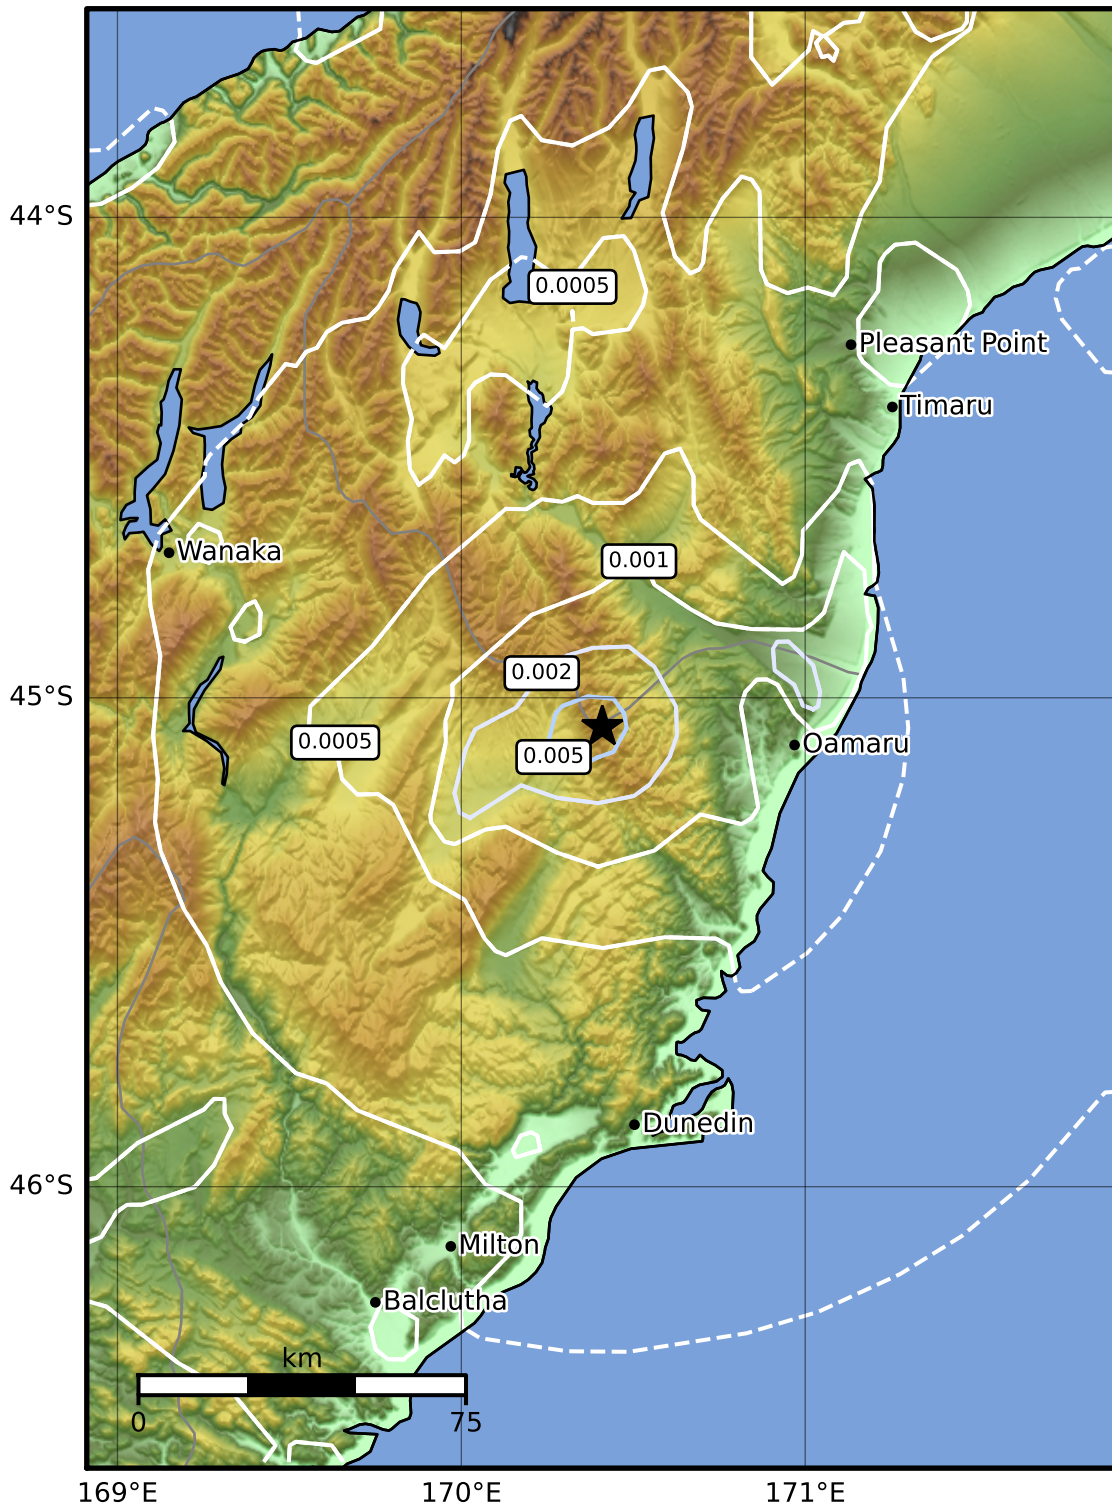 44°S
0.0005
Pleasant Point
Timaru
Wanaka
0.001
0.002
45°S
0.0005
0.005
Oamaru
Dunedin
46°S
Milton
Balclutha
km
0
75
169°E
170°E
171°E